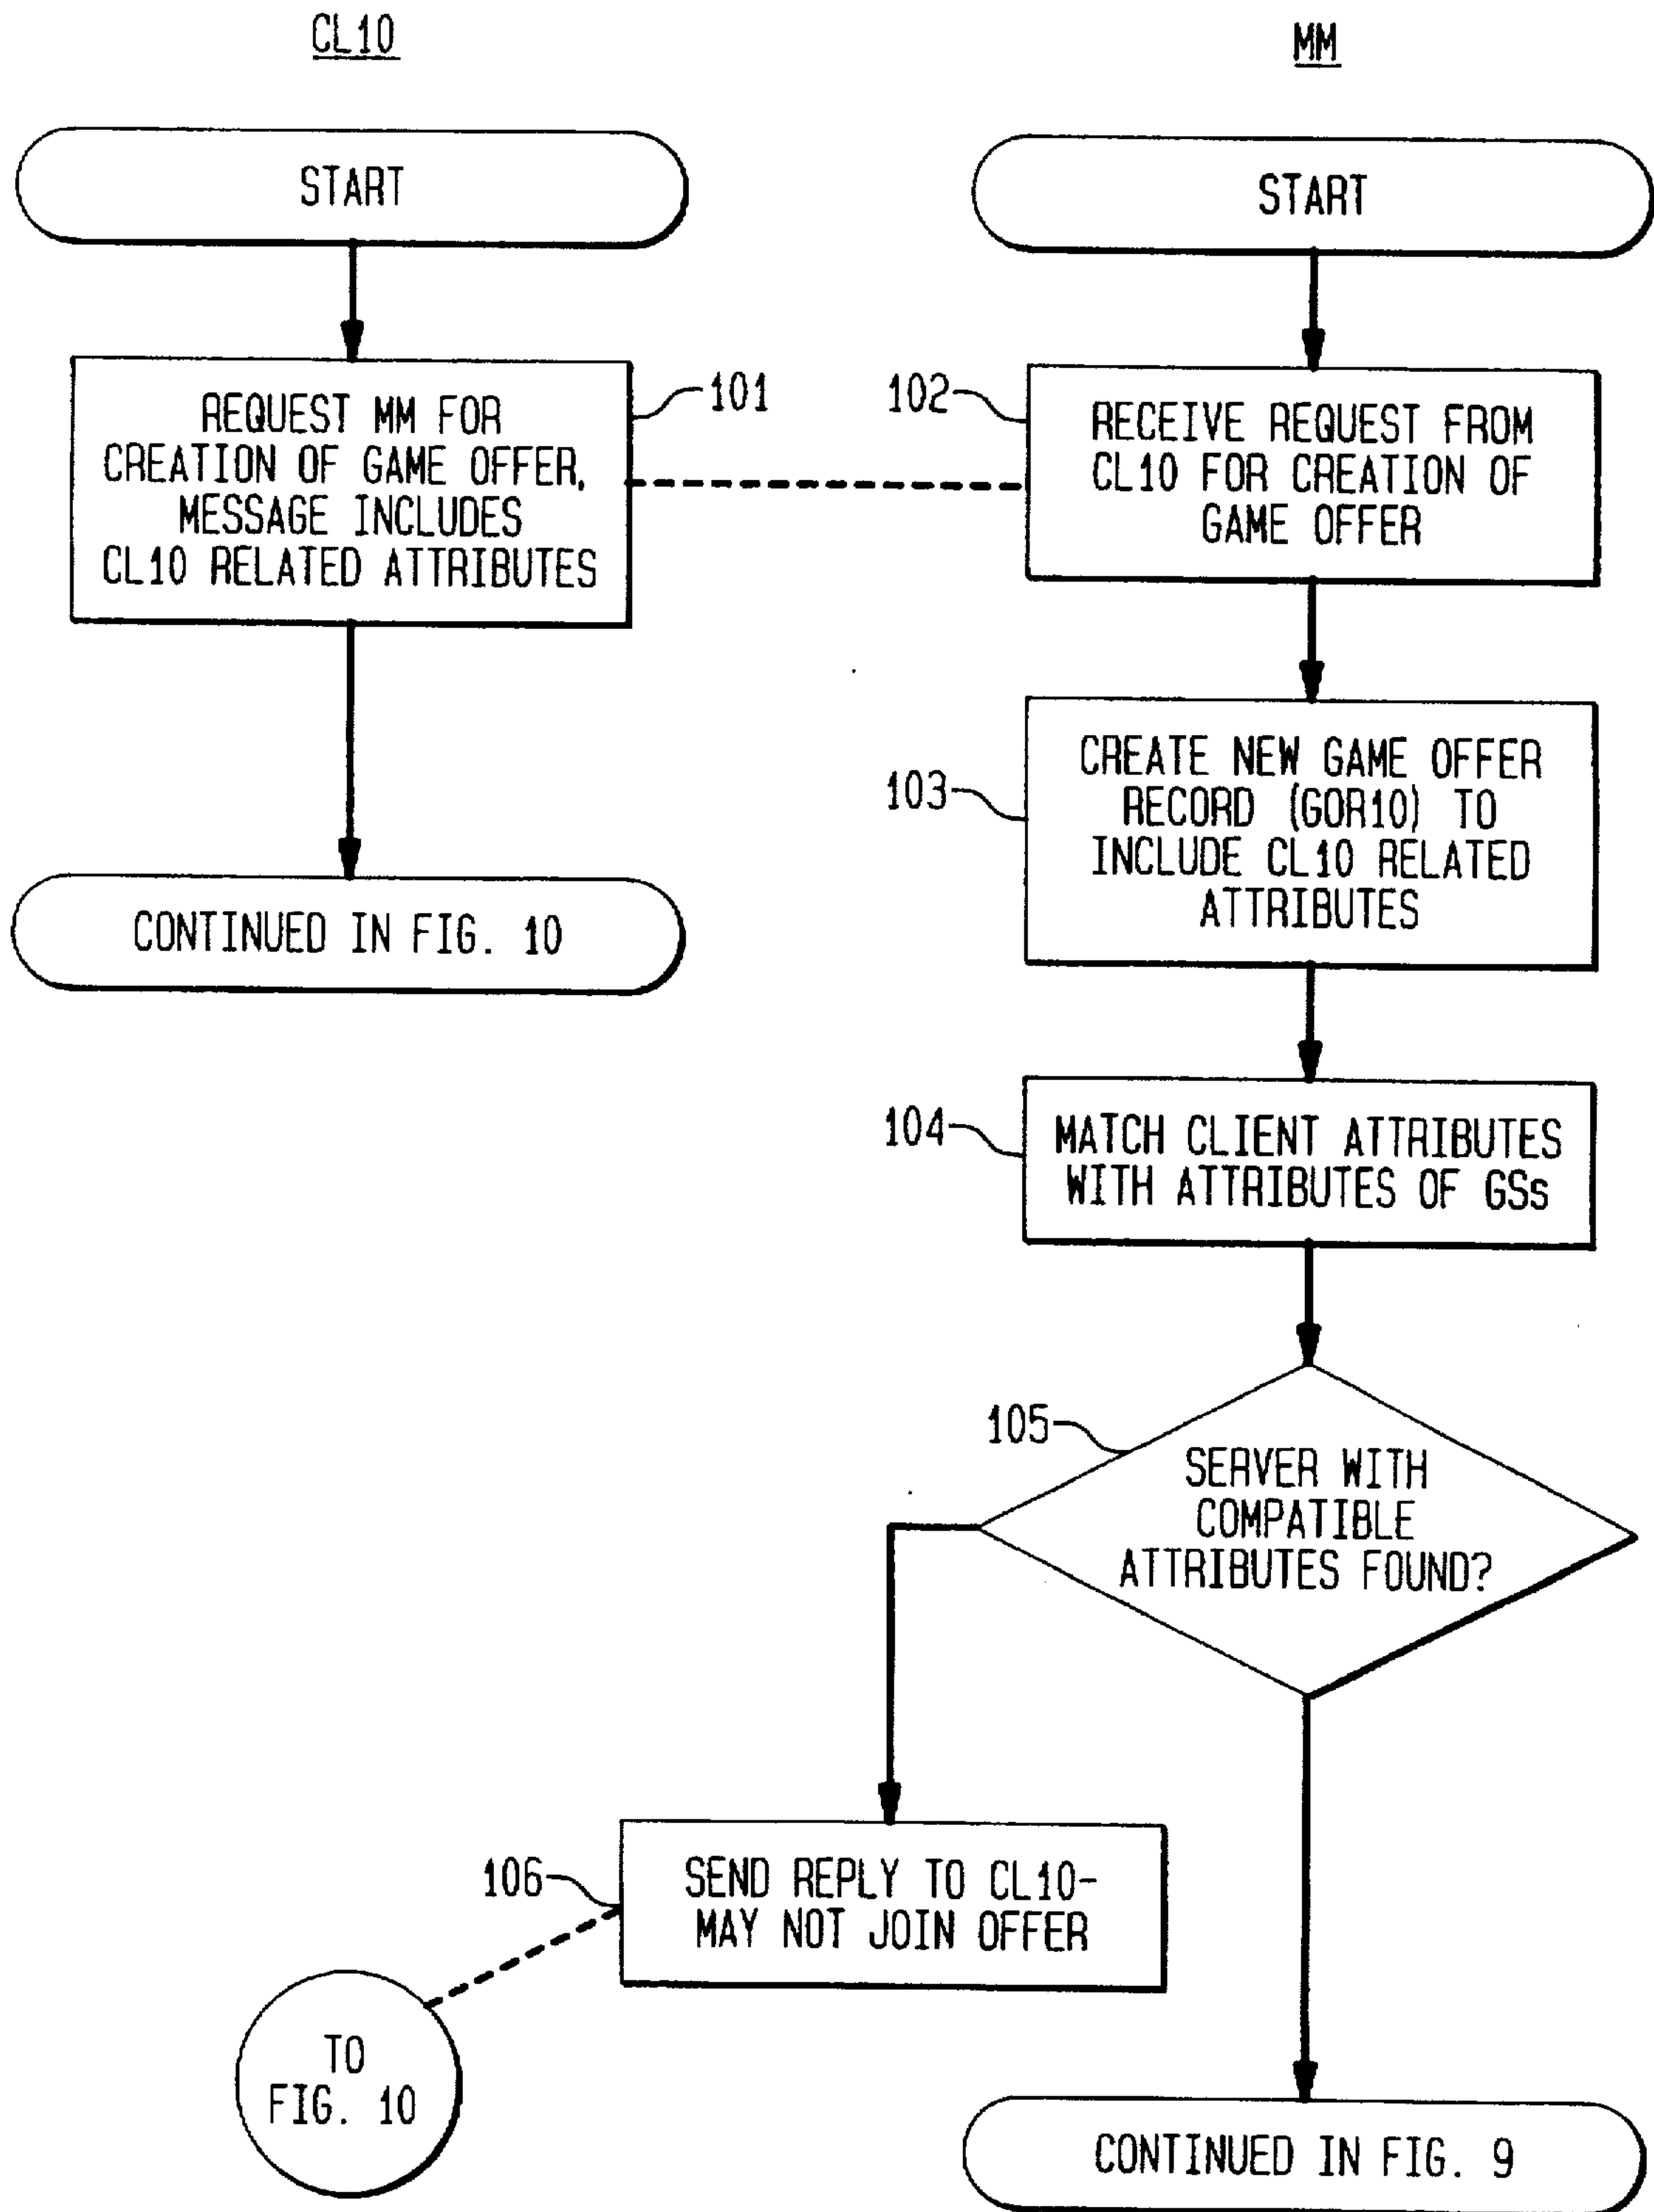 CL10
START
REQUEST MM FOR
CREATION OF GAME OFFER,
MESSAGE INCLUDES
CL10 RELATED ATTRIBUTES
101
CONTINUED IN FIG. 10
MM
START
102
RECEIVE REQUEST FROM
CL10 FOR CREATION OF
GAME OFFER
103
CREATE NEW GAME OFFER
RECORD (GOR10) TO
INCLUDE CL10 RELATED
ATTRIBUTES
104
MATCH CLIENT ATTRIBUTES
WITH ATTRIBUTES OF GSs
105
SERVER WITH
COMPATIBLE
ATTRIBUTES FOUND?
106
SEND REPLY TO CL10-
MAY NOT JOIN OFFER
TO
FIG. 10
CONTINUED IN FIG. 9